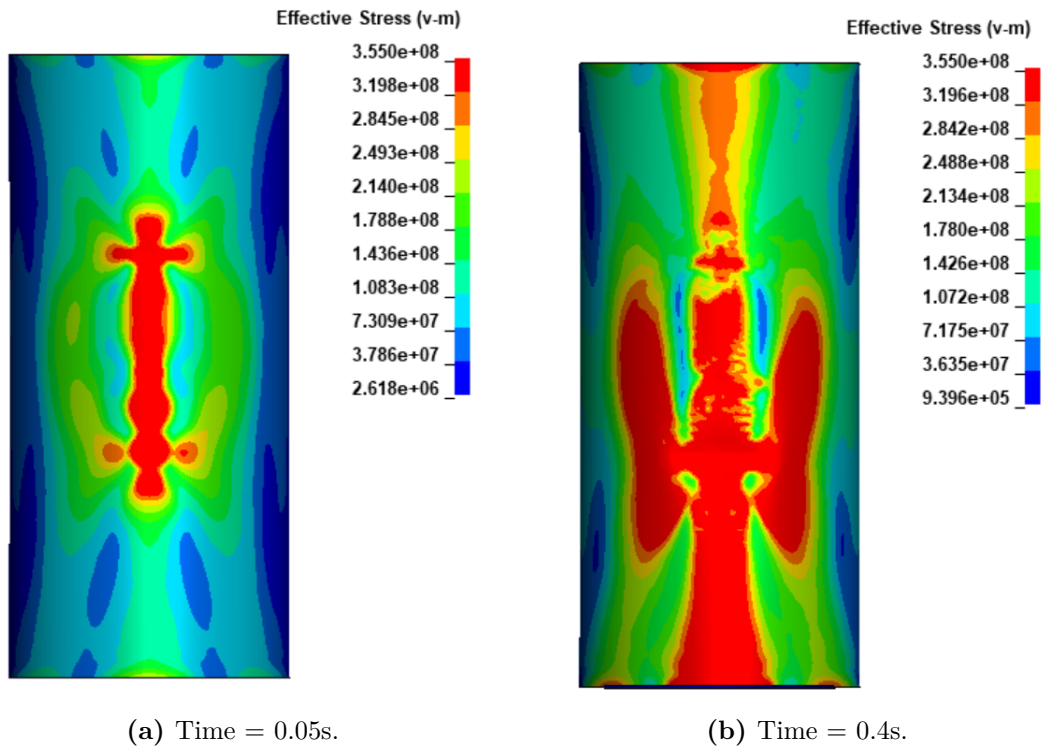 Effective Stress (v-m)
3.550e+08
3.198e+08
2.845e+08
2.493e+08
2.140e+08
1.788e+08
1.436e+08
1.083e+08
7.309e+07
3.786e+07
2.618e+06
(a) Time = 0.05s.
Effective Stress (v-m)
3.550e+08
3.196e+08
2.842e+08
2.488e+08
2.134e+08
1.780e+08
1.426e+08
1.072e+08
7.175e+07
3.635e+07
9.396e+05
(b) Time = 0.4s.